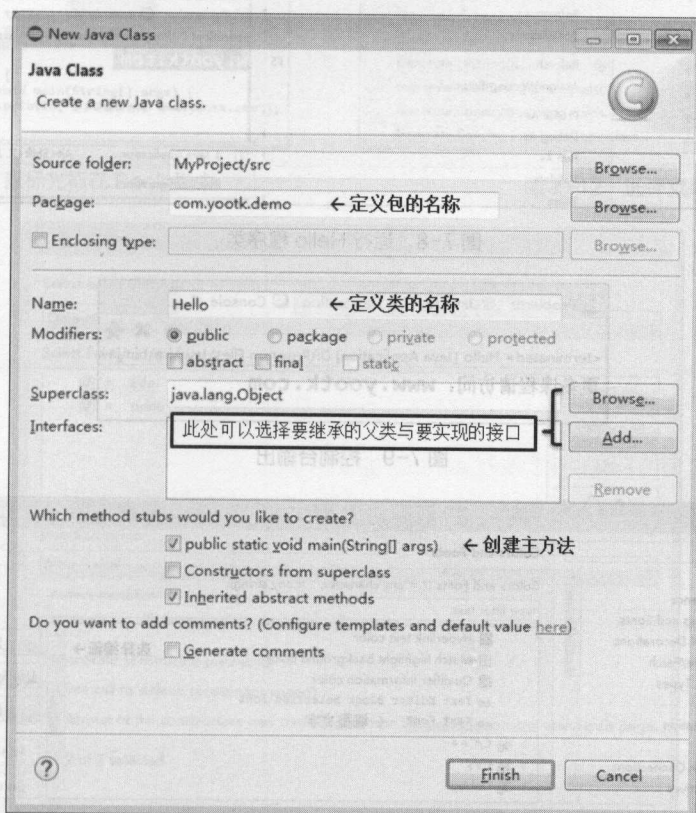 New Java Class
Java Class
Create a new Java class.
Source folder: MyProject/src Browse...
Package: com.yootk.demo ←定义包的名称 Browse...
Enclosing type: Browse...
Name: Hello ←定义类的名称
Modifiers: public package private protected
abstract final static
Superclass: java.lang.Object Browse...
Interfaces: 此处可以选择要继承的父类与要实现的接口 Add...
Remove
Which method stubs would you like to create?
public static void main(String[] args) ←创建主方法
Constructors from superclass
Inherited abstract methods
Do you want to add comments? (Configure templates and default value here)
Generate comments
? Finish Cancel